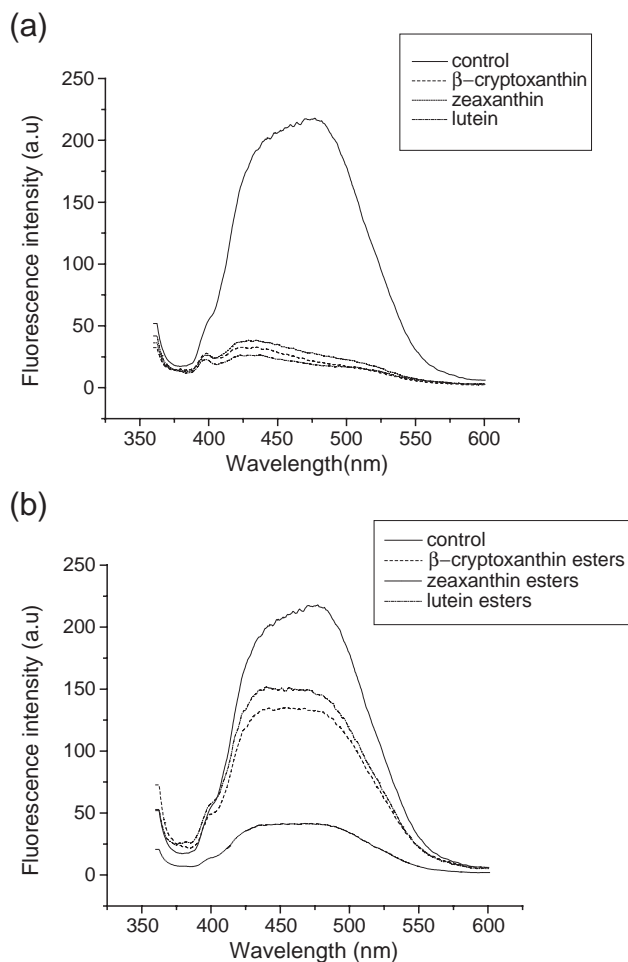 (a)
control
β–cryptoxanthin
zeaxanthin
lutein
Fluorescence intensity (a.u)
250
200
150
100
50
0
350 400 450 500 550 600
Wavelength(nm)
(b)
control
β–cryptoxanthin esters
zeaxanthin esters
lutein esters
Fluorescence intensity (a.u)
250
200
150
100
50
0
350 400 450 500 550 600
Wavelength (nm)